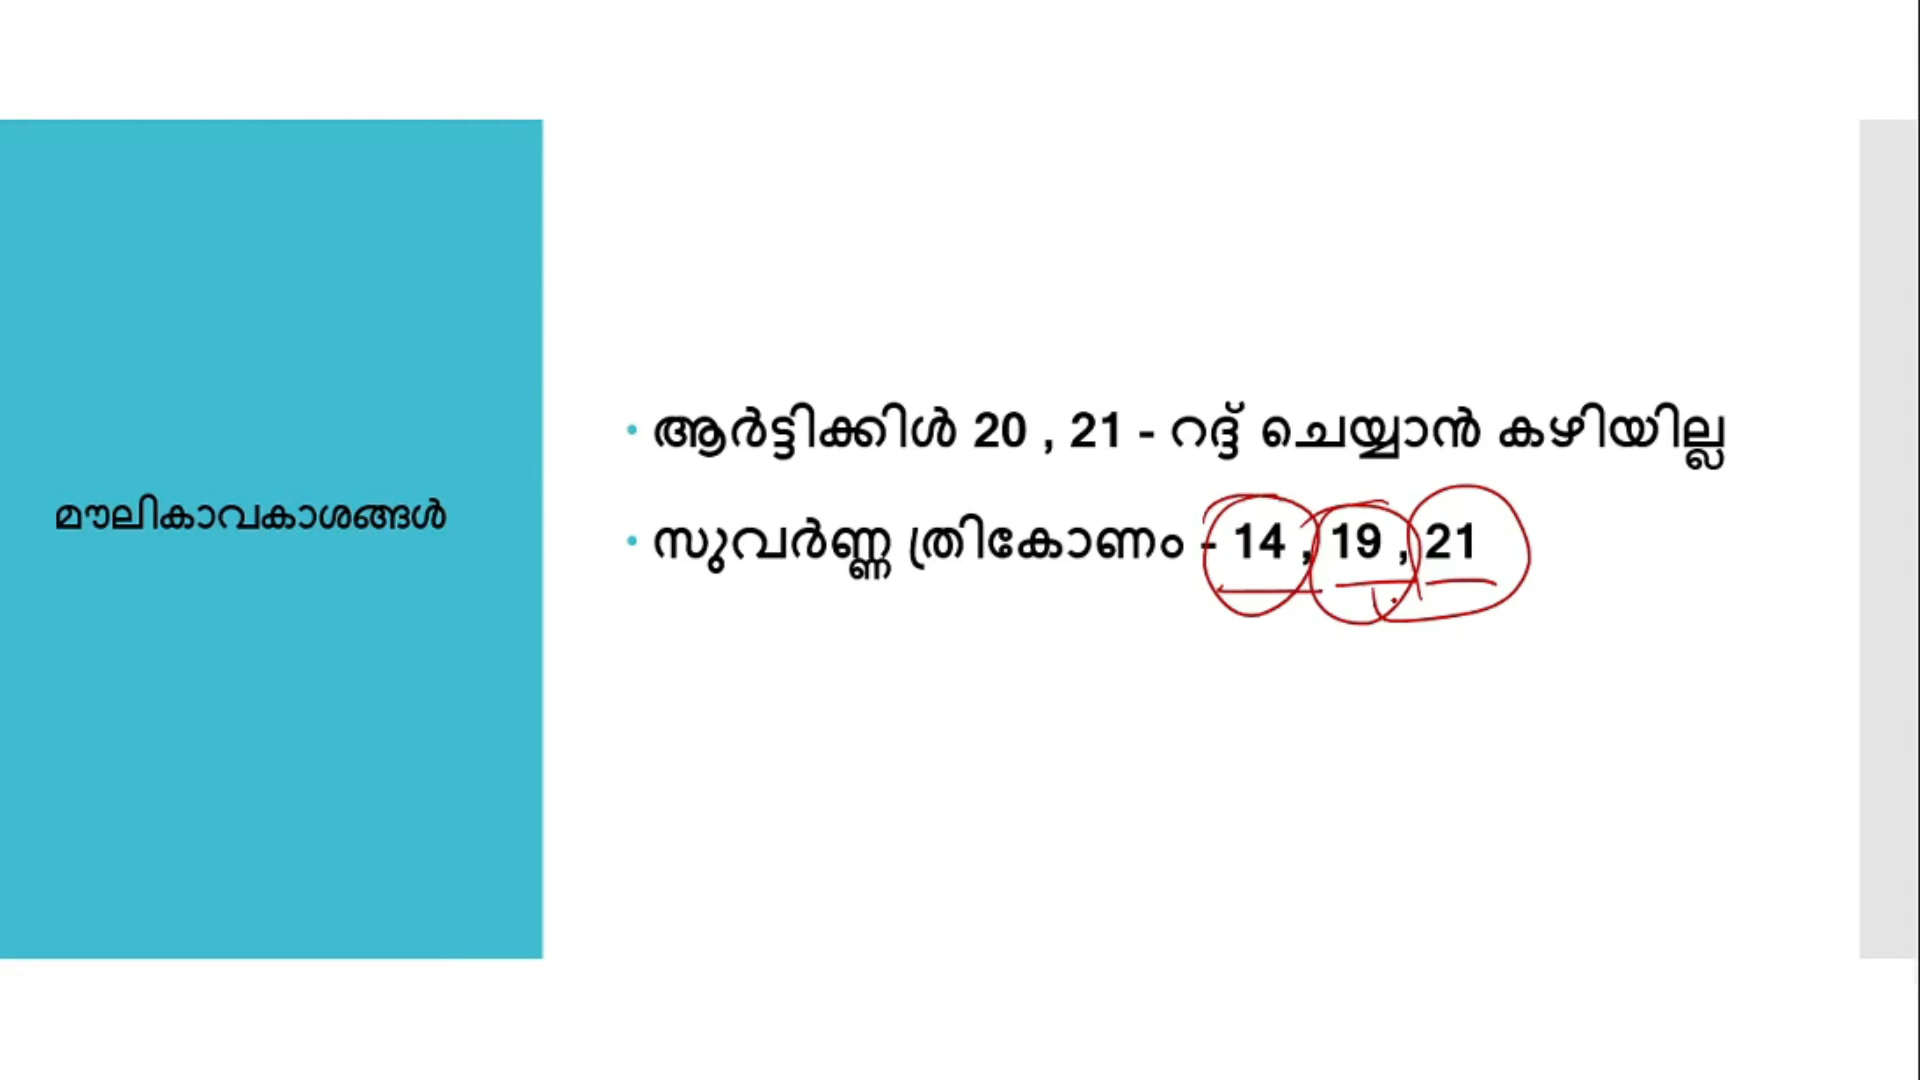 മൗലികാവകാശങ്ങൾ
• ആർട്ടിക്കിൾ 20 , 21 - റദ്ദ് ചെയ്യാൻ കഴിയില്ല
• സുവർണ്ണ ത്രികോണം - 14 , 19 , 21